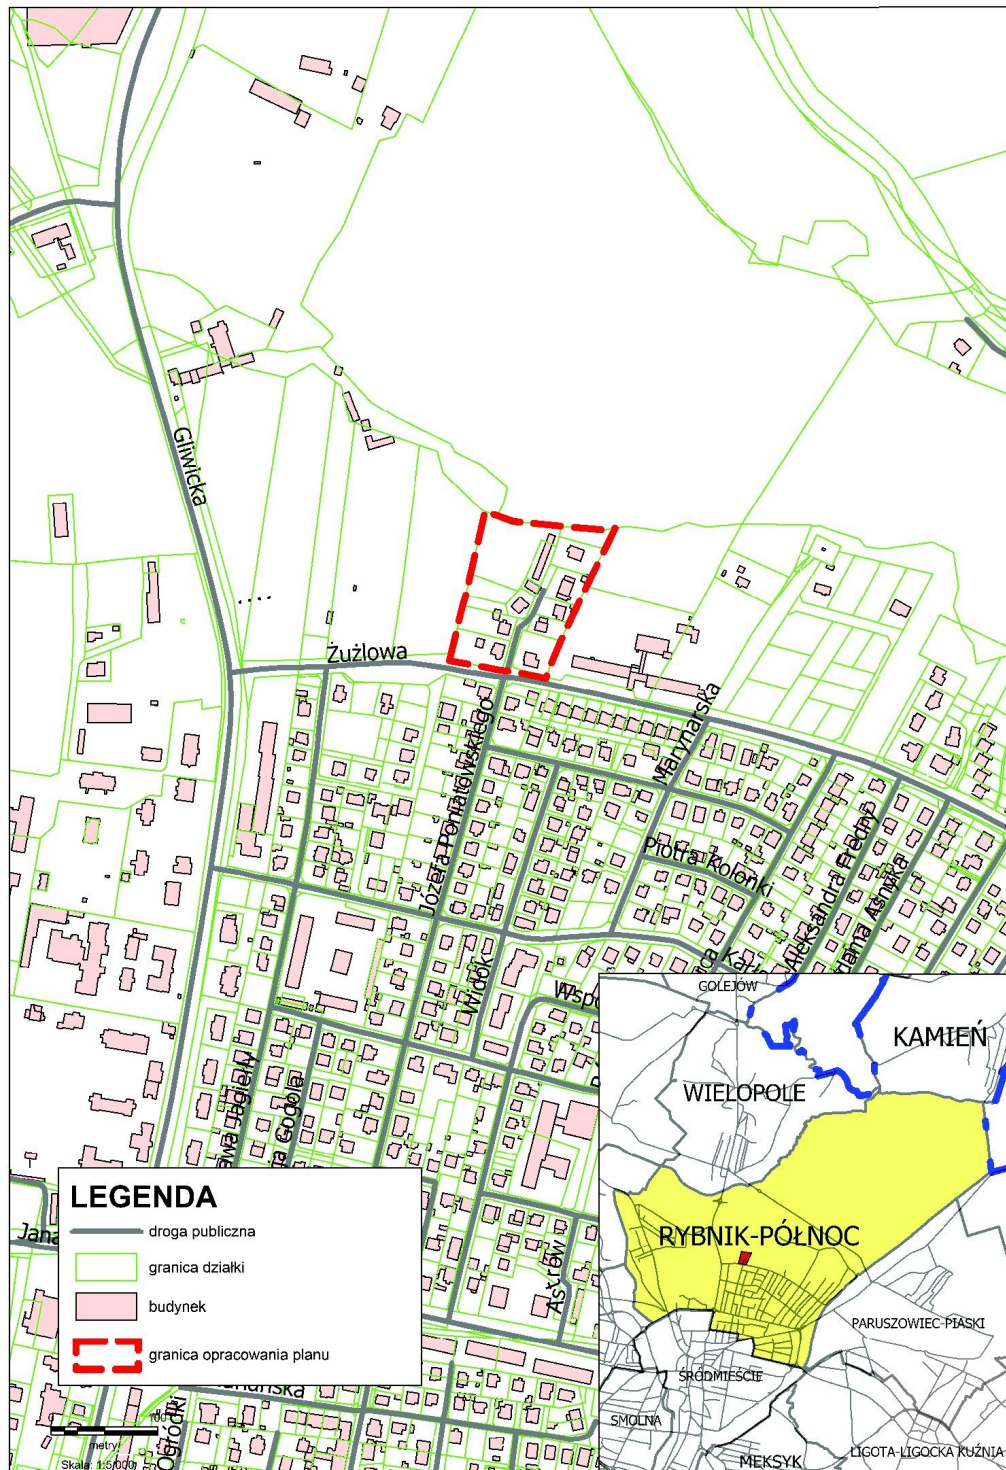 Gliwicka
Żużlowa
Marynarska
Józefa Poniatowskiego
Piotra Kolonki
Aleksandra Fredry
Adama Asnyka
Widok
Astrów
Ogródki
LEGENDA
droga publiczna
granica działki
budynek
granica opracowania planu
100
metry
Skala: 1:5000
GOLEJÓW
KAMIEŃ
WIELOPOLE
RYBNIK-PÓŁNOC
PARUSZOWIEC-PIASKI
ŚRÓDMIEŚCIE
SMOLNA
MEKSYK
LIGOTA-LIGOCKA KUŹNIA